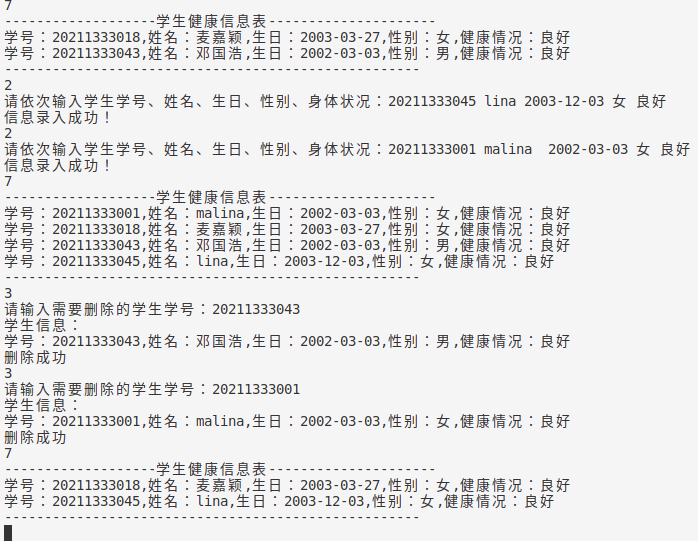 7
-------------------学生健康信息表---------------------
学号：20211333018,姓名：麦嘉颖,生日：2003-03-27,性别：女,健康情况：良好
学号：20211333043,姓名：邓国浩,生日：2002-03-03,性别：男,健康情况：良好
----------------------------------------------------
2
请依次输入学生学号、姓名、生日、性别、身体状况：20211333045 lina 2003-12-03 女 良好
信息录入成功！
2
请依次输入学生学号、姓名、生日、性别、身体状况：20211333001 malina  2002-03-03 女 良好
信息录入成功！
7
-------------------学生健康信息表---------------------
学号：20211333001,姓名：malina,生日：2002-03-03,性别：女,健康情况：良好
学号：20211333018,姓名：麦嘉颖,生日：2003-03-27,性别：女,健康情况：良好
学号：20211333043,姓名：邓国浩,生日：2002-03-03,性别：男,健康情况：良好
学号：20211333045,姓名：lina,生日：2003-12-03,性别：女,健康情况：良好
----------------------------------------------------
3
请输入需要删除的学生学号：20211333043
学生信息：
学号：20211333043,姓名：邓国浩,生日：2002-03-03,性别：男,健康情况：良好
删除成功
3
请输入需要删除的学生学号：20211333001
学生信息：
学号：20211333001,姓名：malina,生日：2002-03-03,性别：女,健康情况：良好
删除成功
7
-------------------学生健康信息表---------------------
学号：20211333018,姓名：麦嘉颖,生日：2003-03-27,性别：女,健康情况：良好
学号：20211333045,姓名：lina,生日：2003-12-03,性别：女,健康情况：良好
----------------------------------------------------